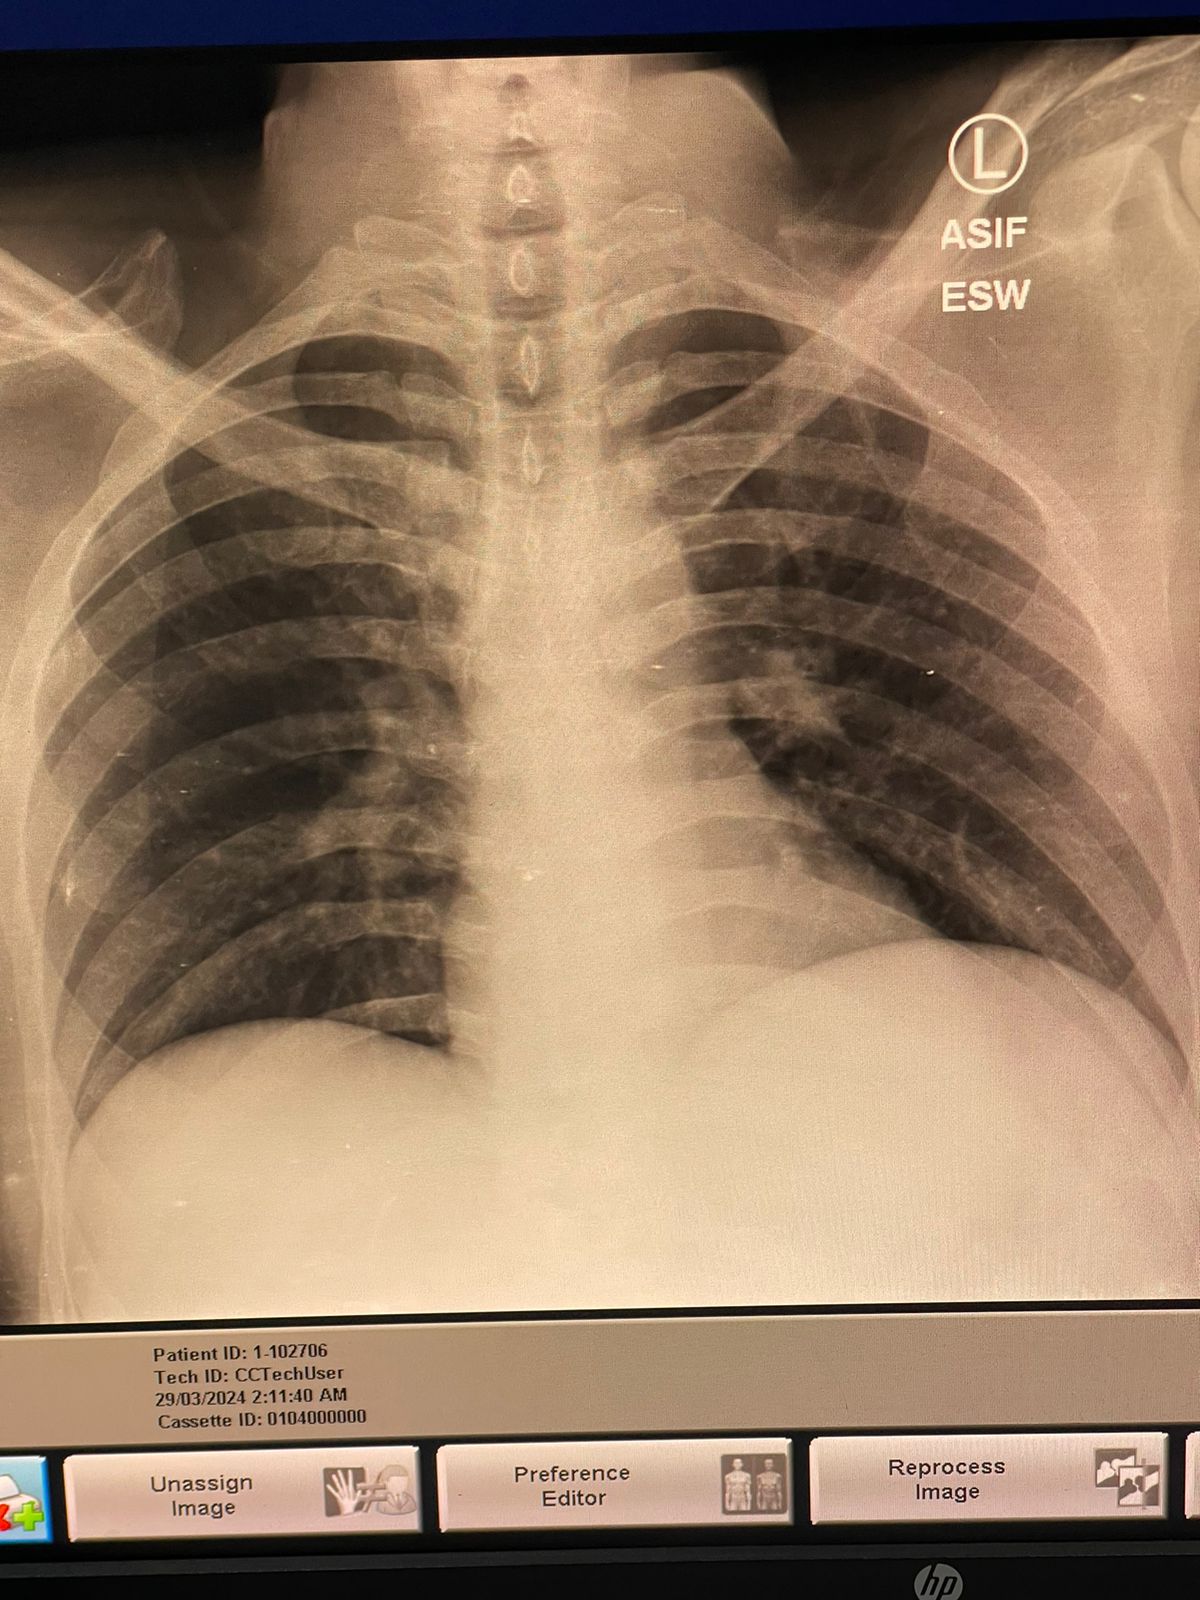 L
ASIF
ESW
Patient ID: 1-102706
Tech ID: CCTechUser
29/03/2024 2:11:40 AM
Cassette ID: 0104000000
Unassign
Image
Preference
Editor
Reprocess
Image
hp